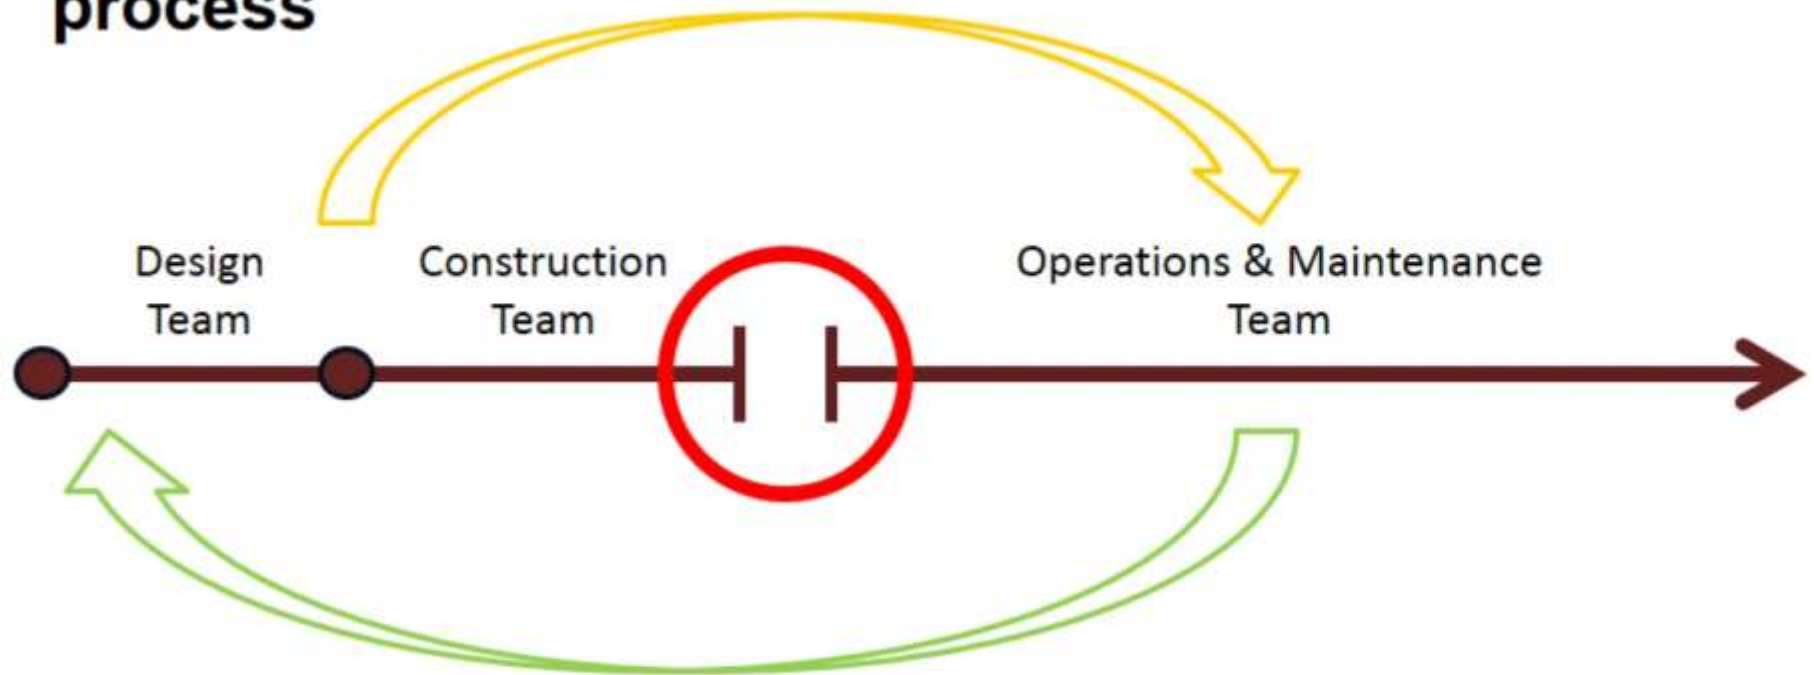 process
Design
Team
Construction
Team
Operations & Maintenance
Team